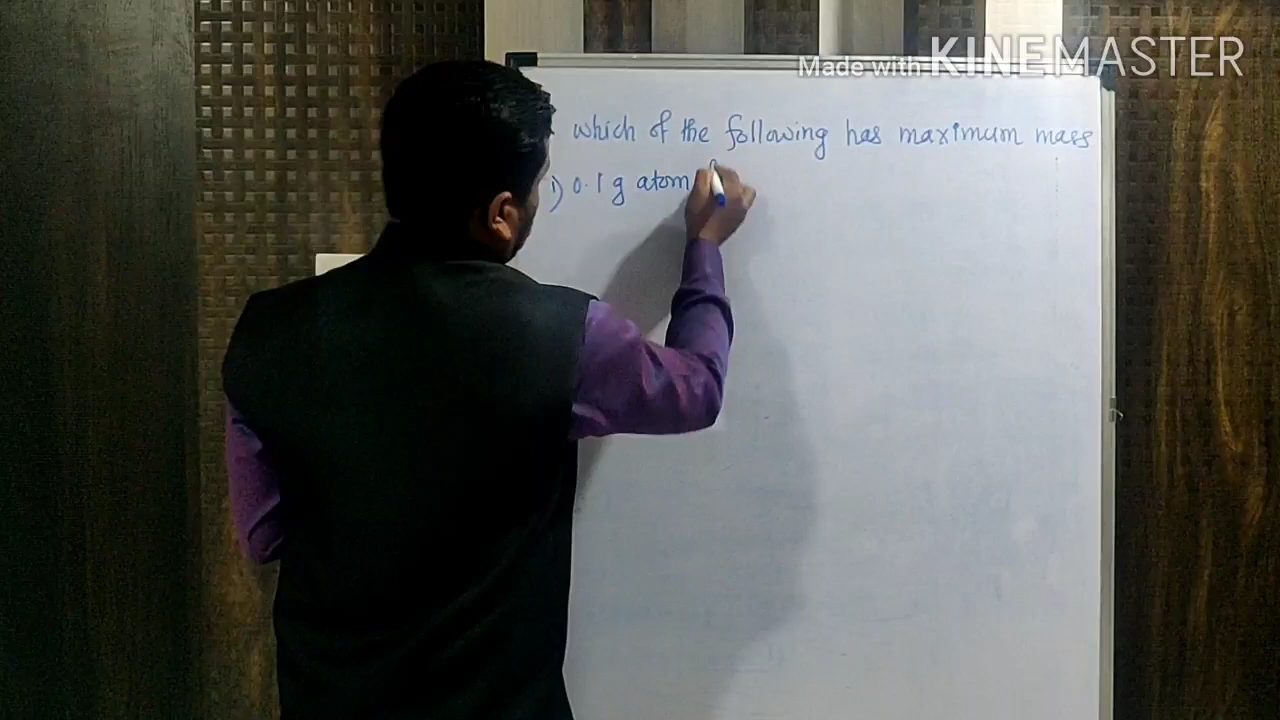 Made with KINEMASTER
which of the following has maximum mass
1) 0.1 g atom